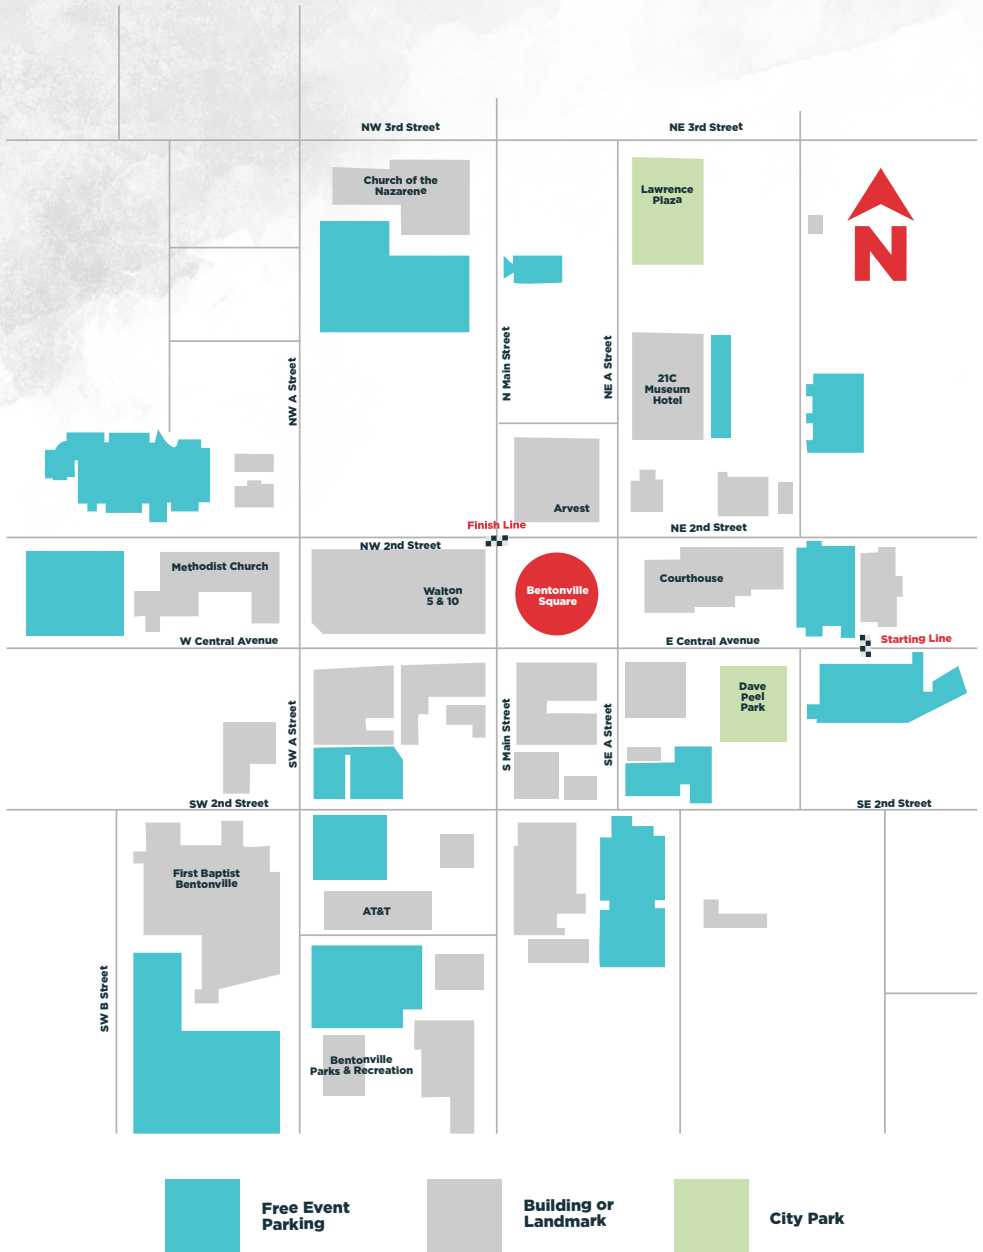 NW 3rd Street
NE 3rd Street
Church of the
Nazarene
Lawrence
Plaza
N
N Main Street
NE A Street
NW A Street
21C
Museum
Hotel
Arvest
Finish Line
NE 2nd Street
NW 2nd Street
Methodist Church
Walton
5 & 10
Bentonville
Square
Courthouse
W Central Avenue
E Central Avenue
Starting Line
Dave
Peel
Park
SW A Street
S Main Street
SE A Street
SW 2nd Street
SE 2nd Street
First Baptist
Bentonville
AT&T
SW B Street
Bentonville
Parks & Recreation
Free Event
Parking
Building or
Landmark
City Park